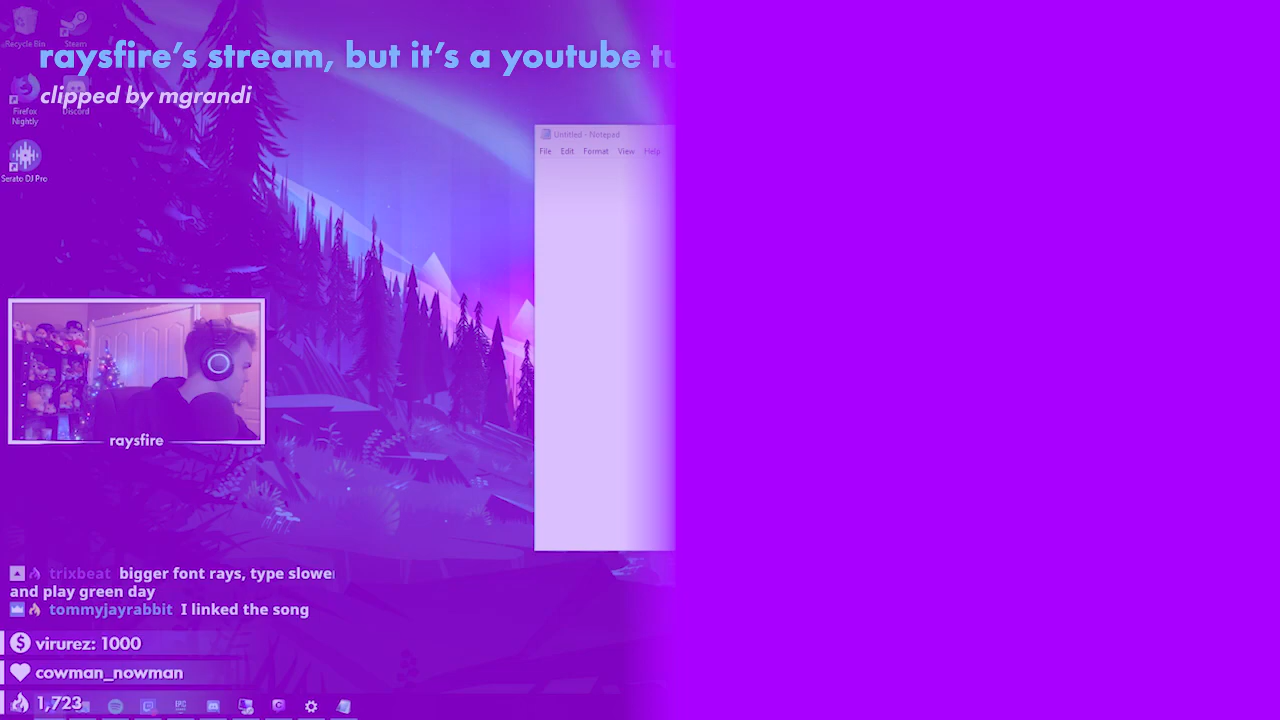 Recycle Bin
Steam
raysfire's stream, but it's a youtube tu
clipped by mgrandi
Firefox
Nightly
Discord
Serato DJ Pro
Untitled - Notepad
File Edit Format View Help
raysfire
trixbeat bigger font rays, type slower
and play green day
tommyjayrabbit I linked the song
virurez: 1000
cowman_nowman
1,723
EPIC